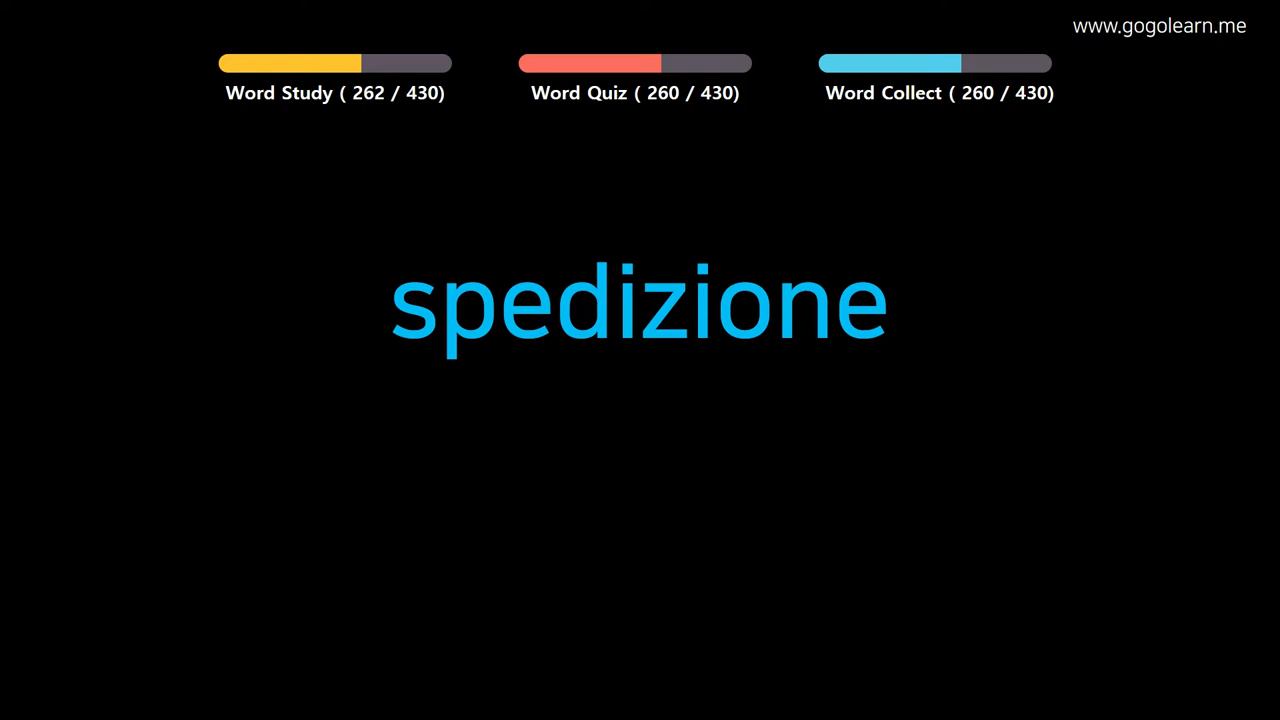 www.gogolearn.me
Word Study ( 262 / 430)
Word Quiz ( 260 / 430)
Word Collect ( 260 / 430)
spedizione